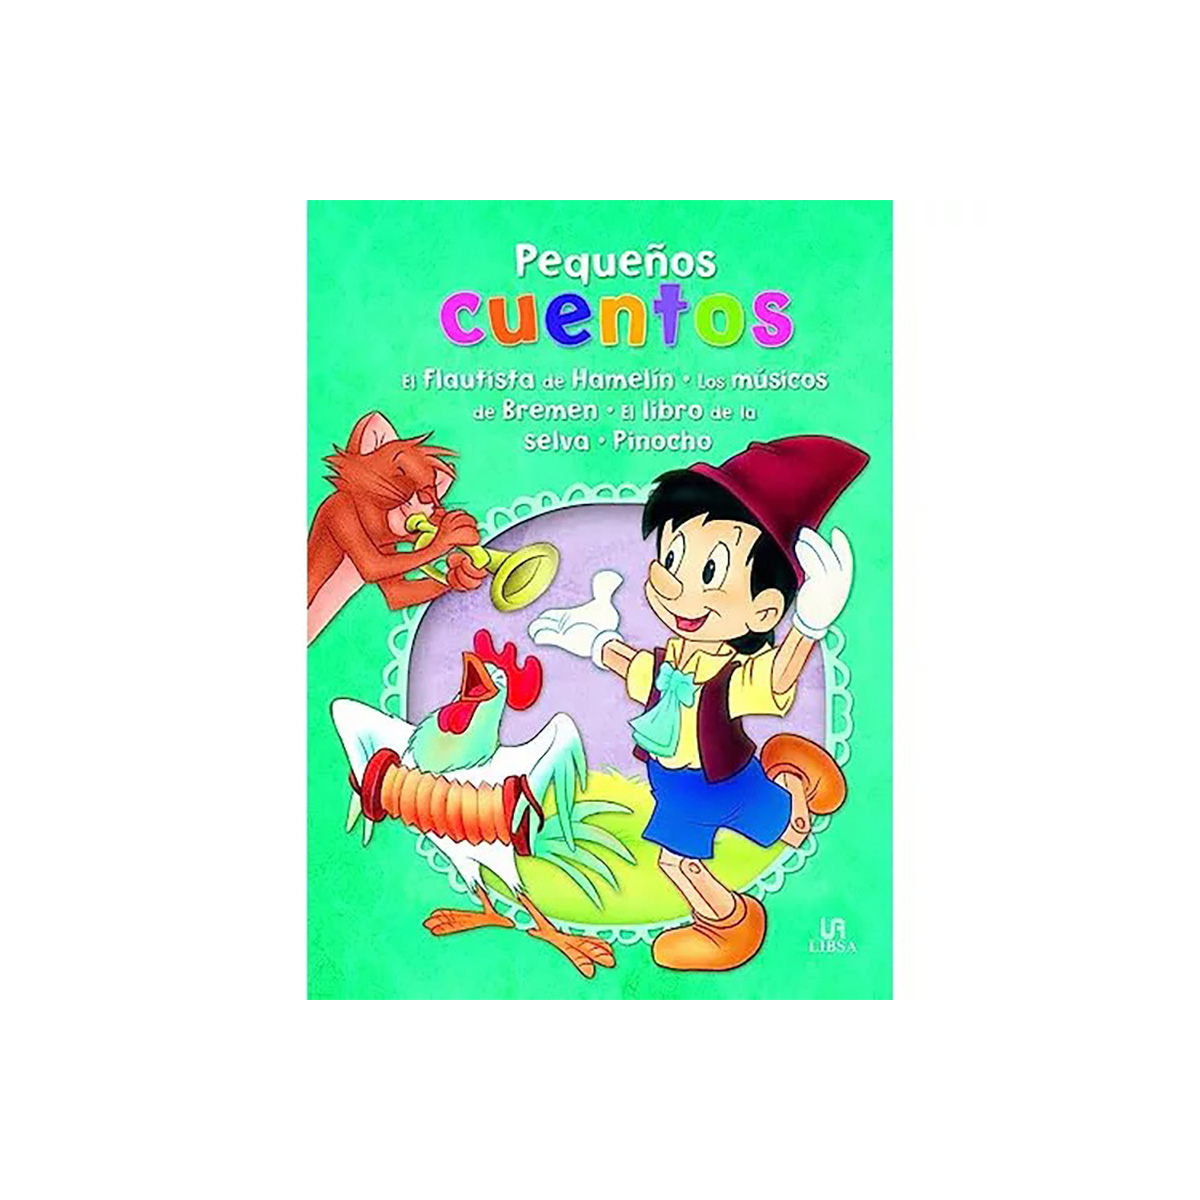 Pequeños
cuentos
El Flautista de Hamelín • Los músicos
de Bremen • El libro de la
selva • Pinocho
LIBSA